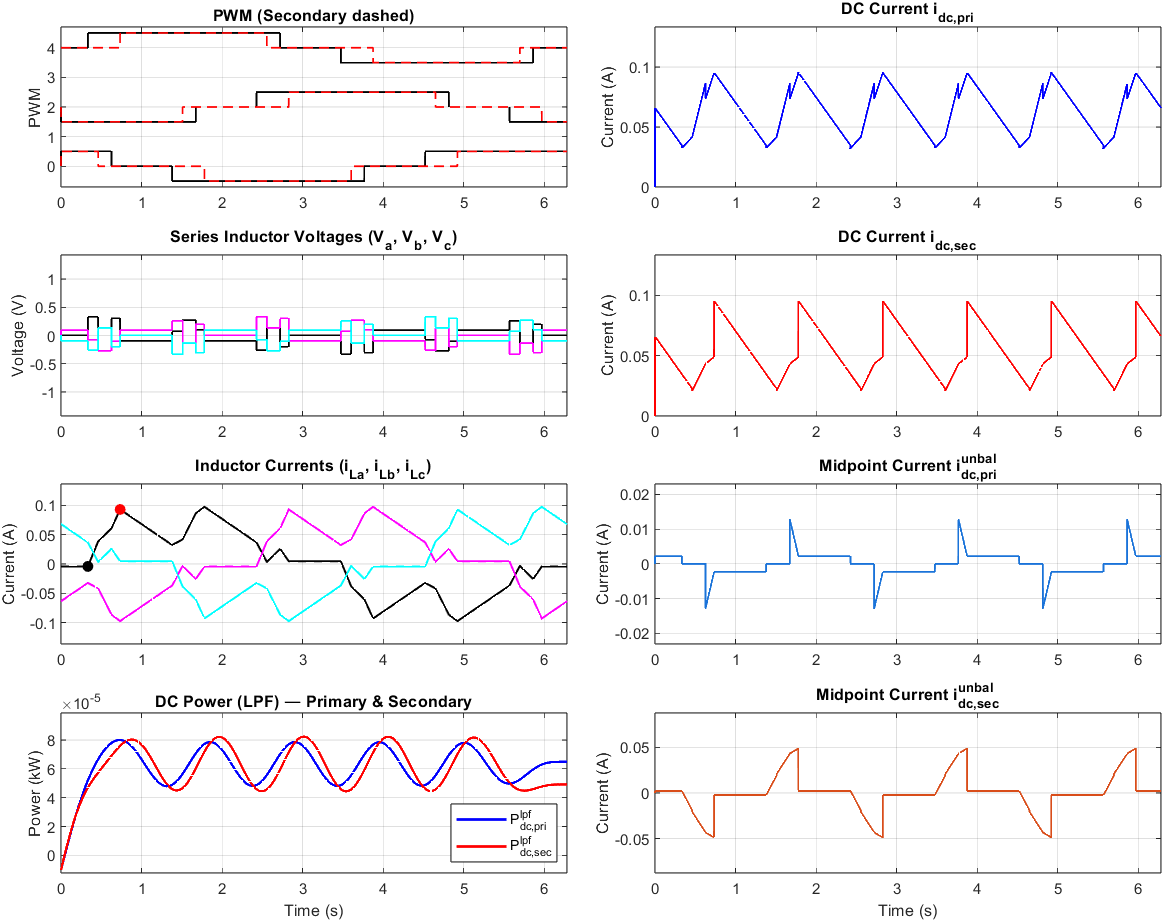 PWM (Secondary dashed)
PWM
4
3
2
1
0
0 1 2 3 4 5 6
DC Current i_dc,pri
Current (A)
0.1
0.05
0
0 1 2 3 4 5 6
Series Inductor Voltages (V_a, V_b, V_c)
Voltage (V)
1
0.5
0
-0.5
-1
0 1 2 3 4 5 6
DC Current i_dc,sec
Current (A)
0.1
0.05
0
0 1 2 3 4 5 6
Inductor Currents (i_La, i_Lb, i_Lc)
Current (A)
0.1
0.05
0
-0.05
-0.1
0 1 2 3 4 5 6
Midpoint Current i^unbal_dc,pri
Current (A)
0.02
0.01
0
-0.01
-0.02
0 1 2 3 4 5 6
DC Power (LPF) — Primary & Secondary
×10^-5
Power (kW)
8
6
4
2
0
P^lpf_dc,pri
P^lpf_dc,sec
0 1 2 3 4 5 6
Time (s)
Midpoint Current i^unbal_dc,sec
Current (A)
0.05
0
-0.05
0 1 2 3 4 5 6
Time (s)